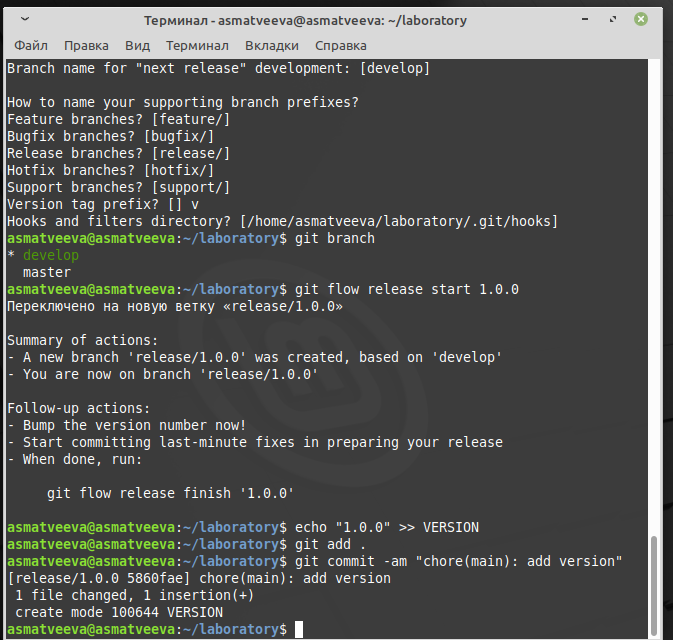 Терминал - asmatveeva@asmatveeva: ~/laboratory
Файл Правка Вид Терминал Вкладки Справка
Branch name for "next release" development: [develop]
How to name your supporting branch prefixes?
Feature branches? [feature/]
Bugfix branches? [bugfix/]
Release branches? [release/]
Hotfix branches? [hotfix/]
Support branches? [support/]
Version tag prefix? [] v
Hooks and filters directory? [/home/asmatveeva/laboratory/.git/hooks]
asmatveeva@asmatveeva:~/laboratory$ git branch
* develop
  master
asmatveeva@asmatveeva:~/laboratory$ git flow release start 1.0.0
Переключено на новую ветку «release/1.0.0»
Summary of actions:
- A new branch 'release/1.0.0' was created, based on 'develop'
- You are now on branch 'release/1.0.0'
Follow-up actions:
- Bump the version number now!
- Start committing last-minute fixes in preparing your release
- When done, run:
     git flow release finish '1.0.0'
asmatveeva@asmatveeva:~/laboratory$ echo "1.0.0" >> VERSION
asmatveeva@asmatveeva:~/laboratory$ git add .
asmatveeva@asmatveeva:~/laboratory$ git commit -am "chore(main): add version"
[release/1.0.0 5860fae] chore(main): add version
 1 file changed, 1 insertion(+)
 create mode 100644 VERSION
asmatveeva@asmatveeva:~/laboratory$